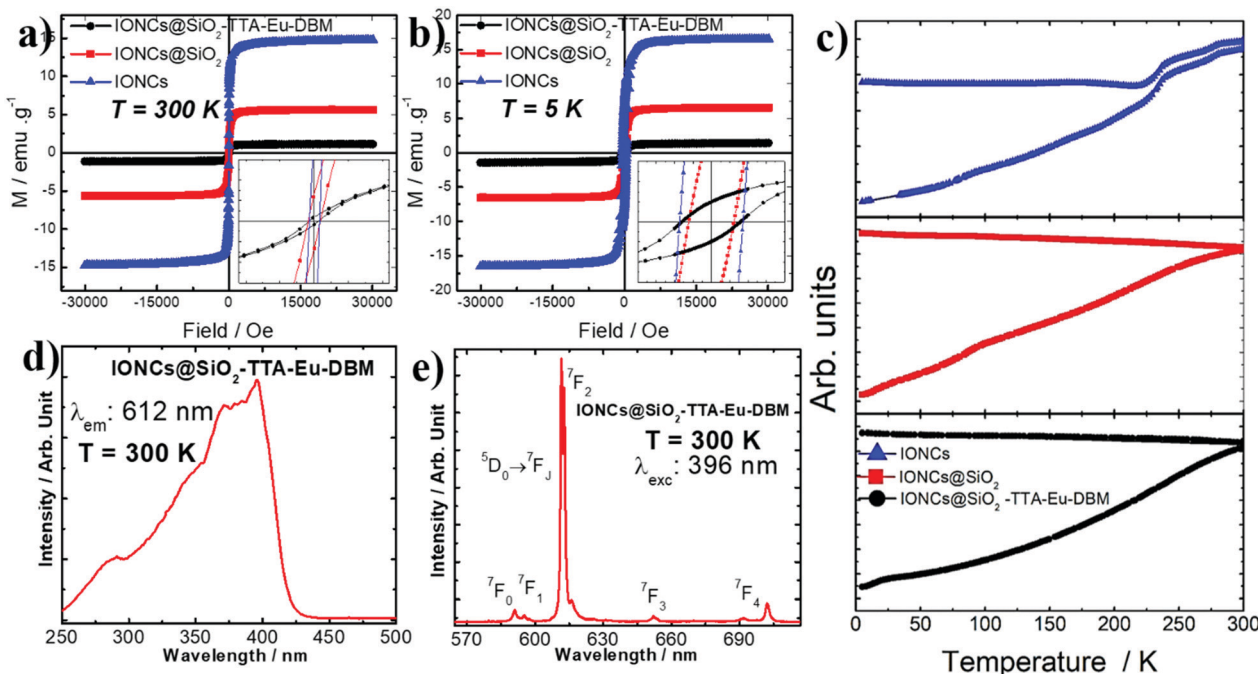 a)
IONCs@SiO₂-TTA-Eu-DBM
IONCs@SiO₂
IONCs
T = 300 K
M / emu.g⁻¹
15
10
5
0
-5
-10
-15
-30000 -15000 0 15000 30000
Field / Oe
b)
IONCs@SiO₂-TTA-Eu-DBM
IONCs@SiO₂
IONCs
T = 5 K
M / emu.g⁻¹
20
15
10
5
0
-5
-10
-15
-20
-30000 -15000 0 15000 30000
Field / Oe
c)
Arb. units
IONCs
IONCs@SiO₂
IONCs@SiO₂ -TTA-Eu-DBM
0 50 100 150 200 250 300
Temperature / K
d)
IONCs@SiO₂-TTA-Eu-DBM
λem: 612 nm
T = 300 K
Intensity / Arb. Unit
250 300 350 400 450 500
Wavelength / nm
e)
⁷F₂
IONCs@SiO₂-TTA-Eu-DBM
T = 300 K
⁵D₀→⁷FJ
λexc: 396 nm
⁷F₀ ⁷F₁
⁷F₃
⁷F₄
Intensity / Arb. Unit
570 600 630 660 690
Wavelength / nm